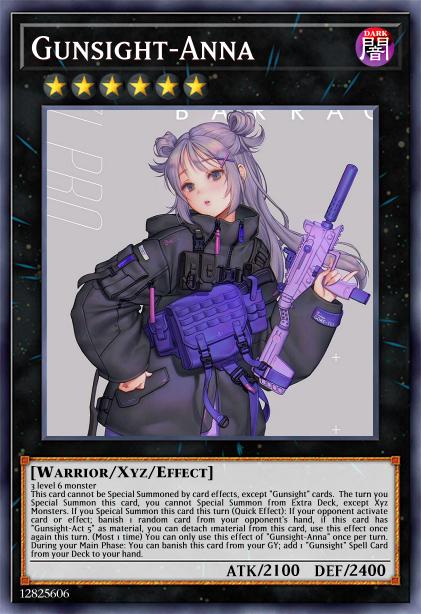 Gunsight-Anna
DARK
闇
BARRAC
PRO
[Warrior/Xyz/Effect]
3 level 6 monster
This card cannot be Special Summoned by card effects, except "Gunsight" cards. The turn you
Special Summon this card, you cannot Special Summon from Extra Deck, except Xyz
Monsters. If you Speical Summon this card this turn (Quick Effect): If your opponent activate
card or effect; banish 1 random card from your opponent's hand, if this card has
"Gunsight-Act 5" as material, you can detach imaterial from this card, use this effect once
again this turn. (Most 1 time) You can only use this effect of "Gunsight-Anna" once per turn.
During your Main Phase: You can banish this card from your GY; add 1 "Gunsight" Spell Card
from your Deck to your hand.
ATK/2100 DEF/2400
12825606